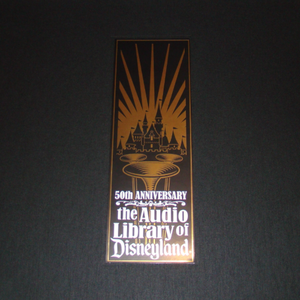 50th ANNIVERSARY
the Audio
Library of
Disneyland